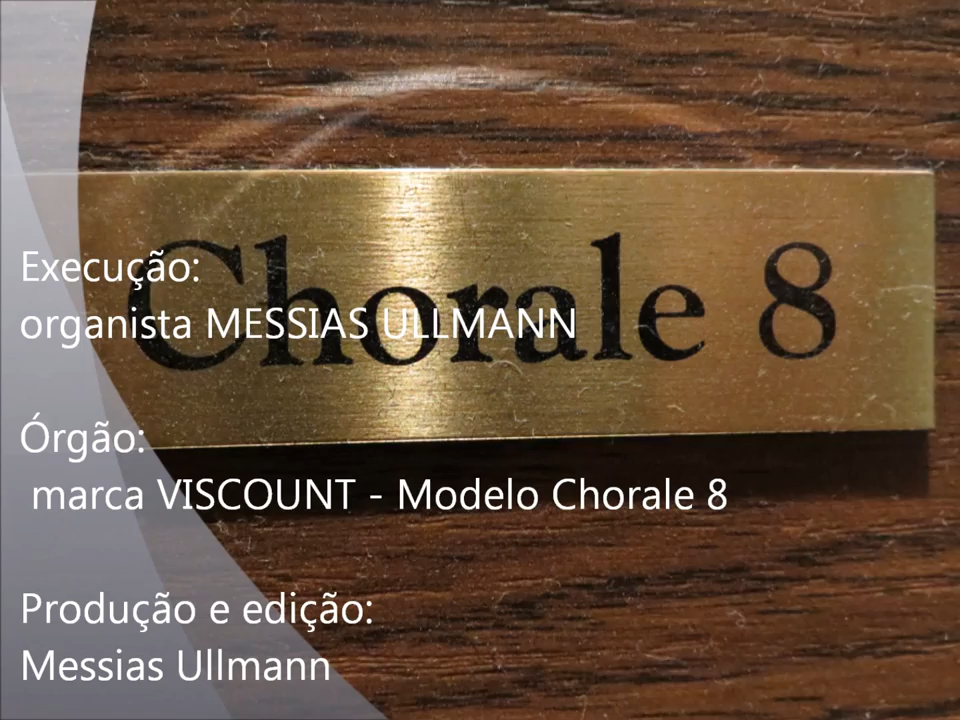 Chorale 8
Execução:
organista MESSIAS ULLMANN
Órgão:
marca VISCOUNT - Modelo Chorale 8
Produção e edição:
Messias Ullmann